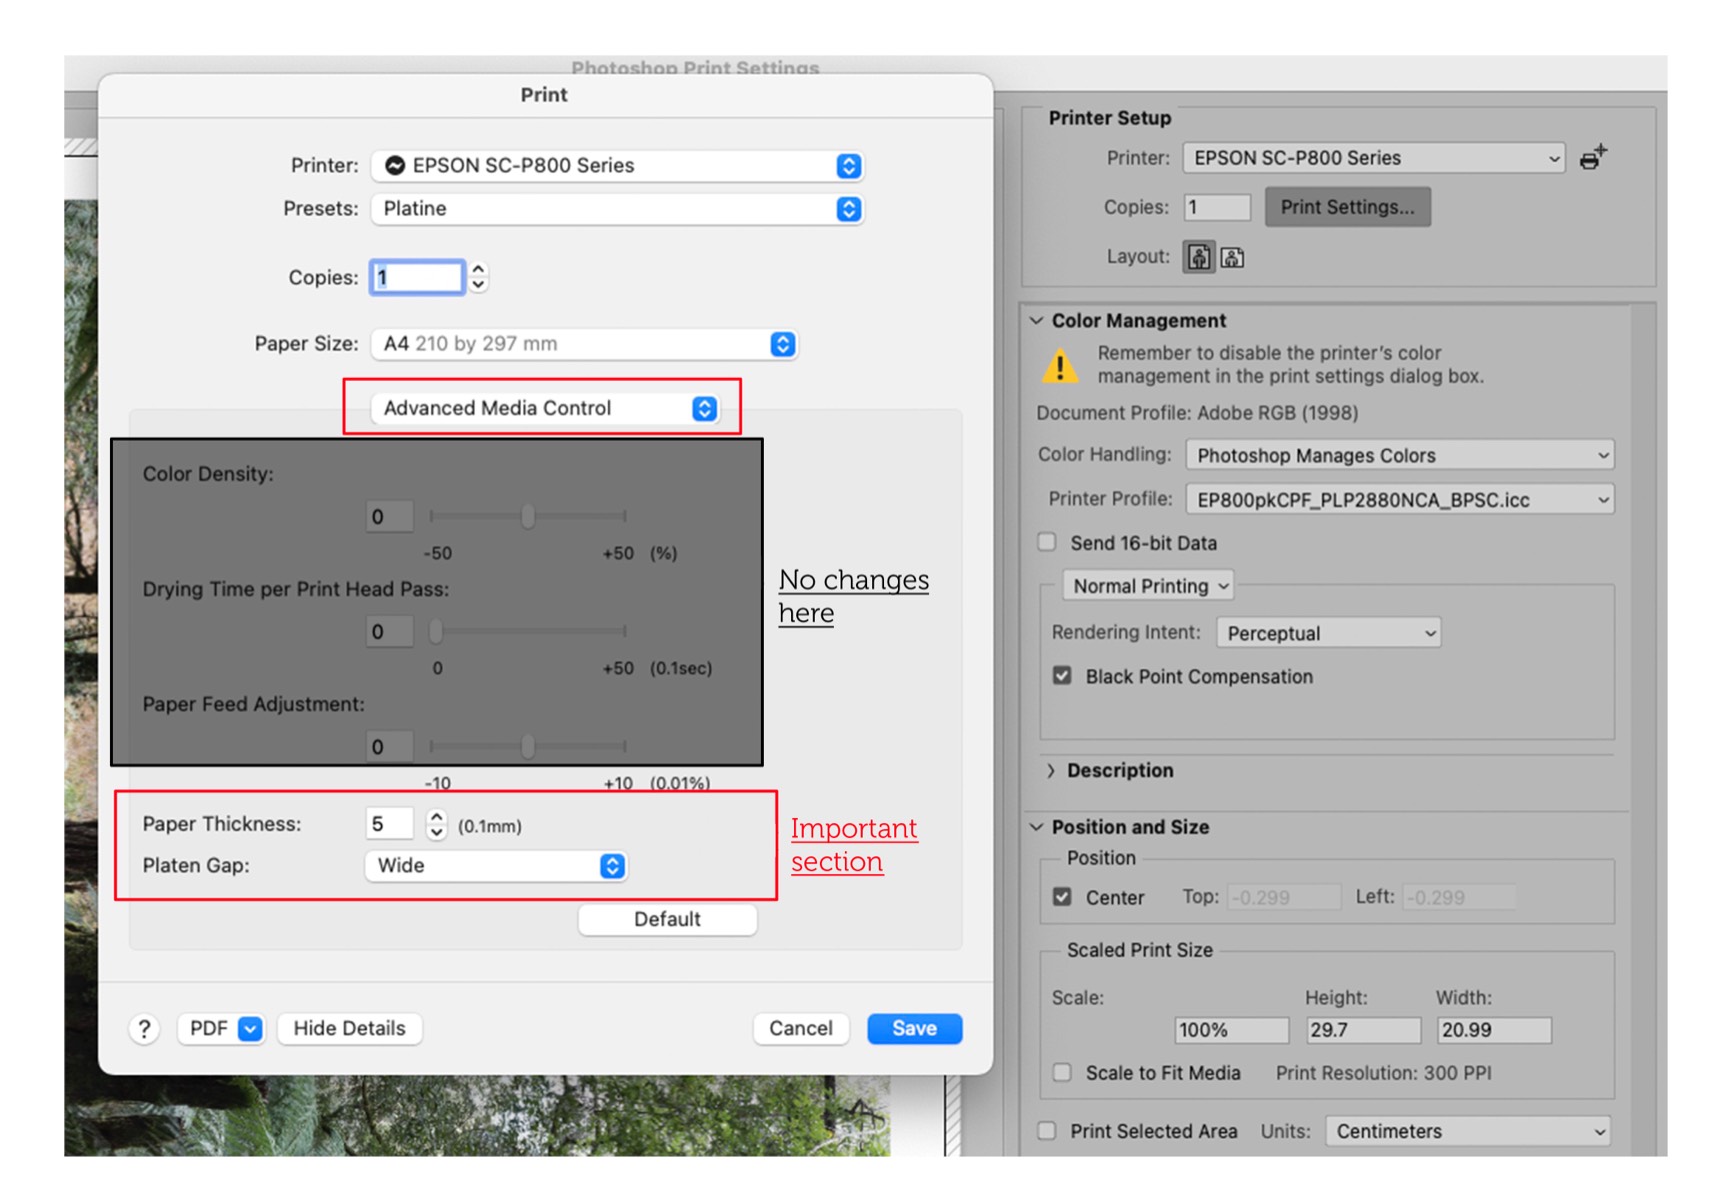 Photoshop Print Settings
Print
Printer: EPSON SC-P800 Series
Presets: Platine
Copies: 1
Paper Size: A4 210 by 297 mm
Advanced Media Control
Color Density:
0
-50 +50 (%)
Drying Time per Print Head Pass:
0
0 +50 (0.1sec)
Paper Feed Adjustment:
0
-10 +10 (0.01%)
No changes
here
Paper Thickness: 5 (0.1mm)
Platen Gap: Wide
Important
section
Default
? PDF Hide Details Cancel Save
Printer Setup
Printer: EPSON SC-P800 Series
Copies: 1 Print Settings...
Layout:
Color Management
Remember to disable the printer's color
management in the print settings dialog box.
Document Profile: Adobe RGB (1998)
Color Handling: Photoshop Manages Colors
Printer Profile: EP800pkCPF_PLP2880NCA_BPSC.icc
Send 16-bit Data
Normal Printing
Rendering Intent: Perceptual
Black Point Compensation
Description
Position and Size
Position
Center Top: -0.299 Left: -0.299
Scaled Print Size
Scale: Height: Width:
100% 29.7 20.99
Scale to Fit Media Print Resolution: 300 PPI
Print Selected Area Units: Centimeters